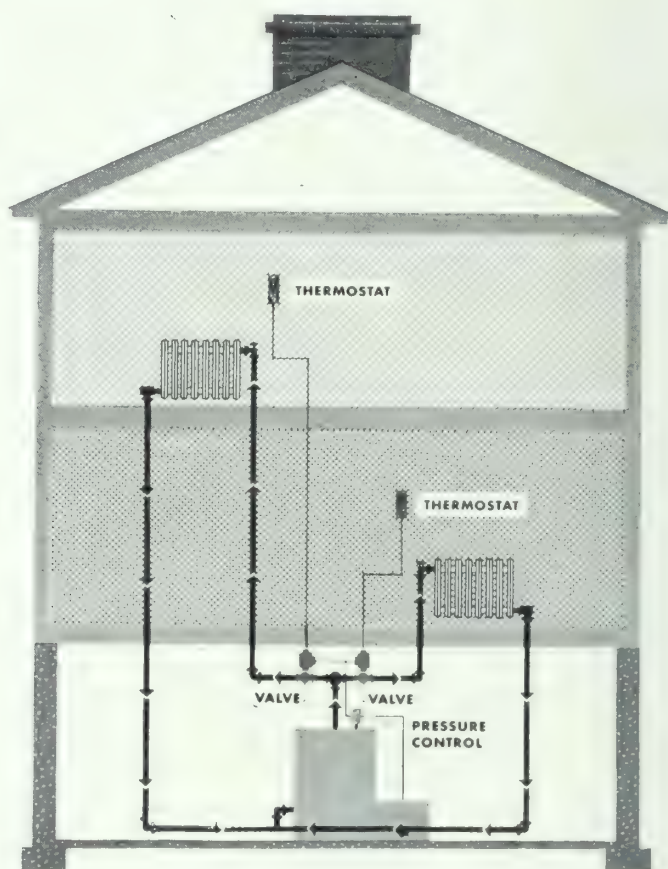 THERMOSTAT
THERMOSTAT
VALVE
VALVE
PRESSURE
CONTROL